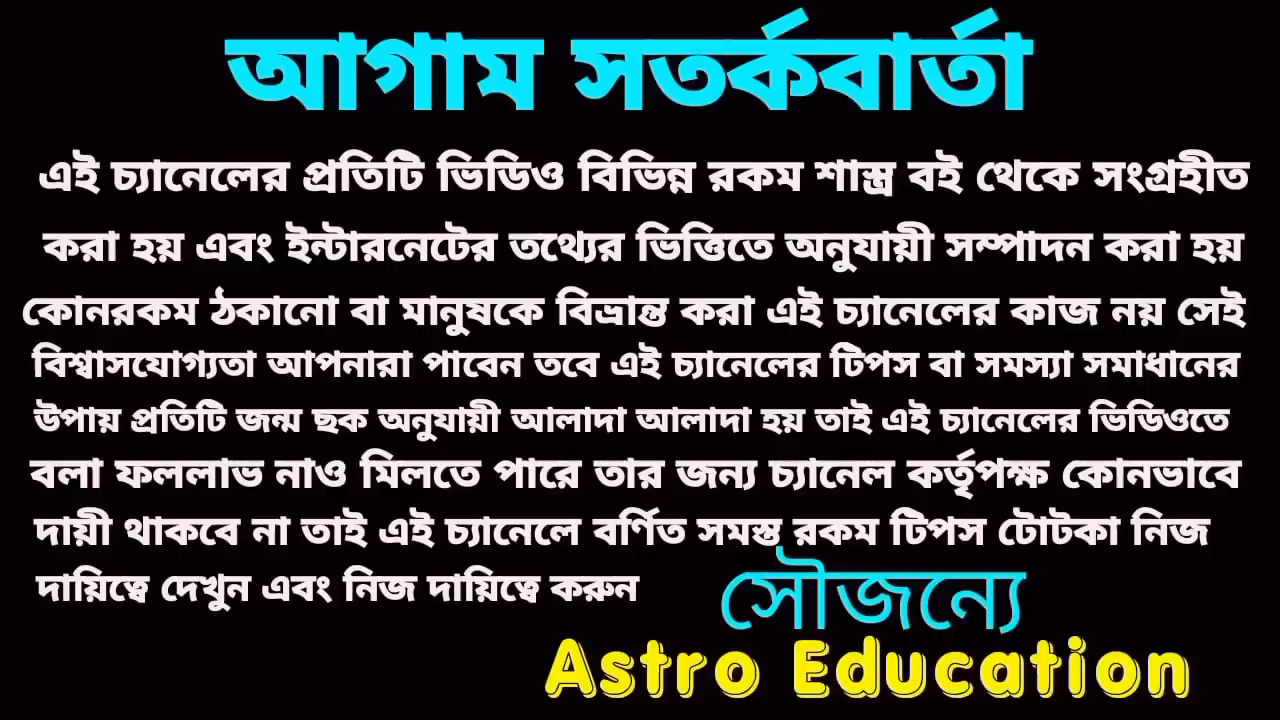 আগাম সতর্কবার্তা
এই চ্যানেলের প্রতিটি ভিডিও বিভিন্ন রকম শাস্ত্র বই থেকে সংগ্রহীত
করা হয় এবং ইন্টারনেটের তথ্যের ভিত্তিতে অনুযায়ী সম্পাদন করা হয়
কোনরকম ঠকানো বা মানুষকে বিভ্রান্ত করা এই চ্যানেলের কাজ নয় সেই
বিশ্বাসযোগ্যতা আপনারা পাবেন তবে এই চ্যানেলের টিপস বা সমস্যা সমাধানের
উপায় প্রতিটি জন্ম ছক অনুযায়ী আলাদা আলাদা হয় তাই এই চ্যানেলের ভিডিওতে
বলা ফললাভ নাও মিলতে পারে তার জন্য চ্যানেল কর্তৃপক্ষ কোনভাবে
দায়ী থাকবে না তাই এই চ্যানেলে বর্ণিত সমস্ত রকম টিপস টোটকা নিজ
দায়িত্বে দেখুন এবং নিজ দায়িত্বে করুন
সৌজন্যে
Astro Education